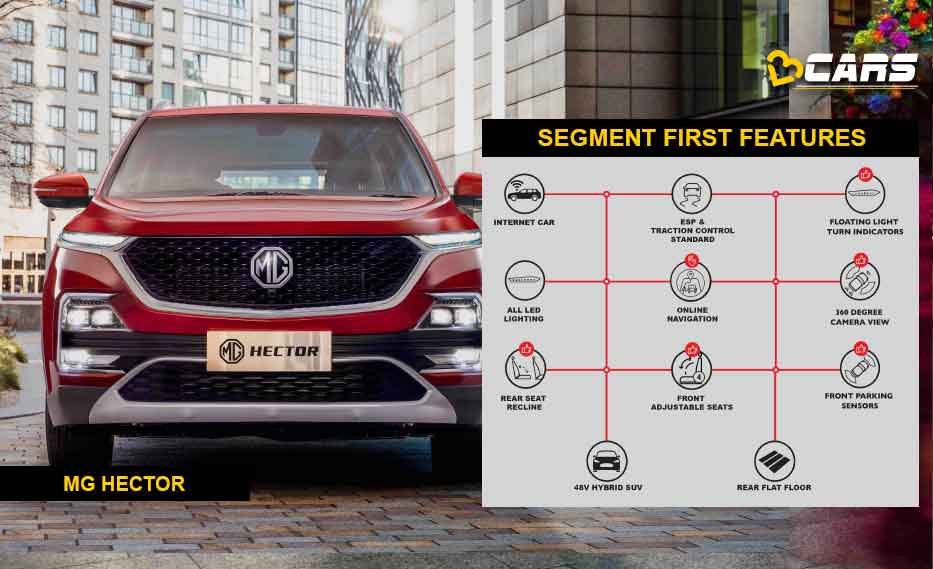 CARS
SEGMENT FIRST FEATURES
INTERNET CAR
ESP &
TRACTION CONTROL
STANDARD
FLOATING LIGHT
TURN INDICATORS
ALL LED
LIGHTING
ONLINE
NAVIGATION
360 DEGREE
CAMERA VIEW
REAR SEAT
RECLINE
FRONT
ADJUSTABLE SEATS
FRONT PARKING
SENSORS
48V HYBRID SUV
REAR FLAT FLOOR
MG
MG HECTOR
MG HECTOR